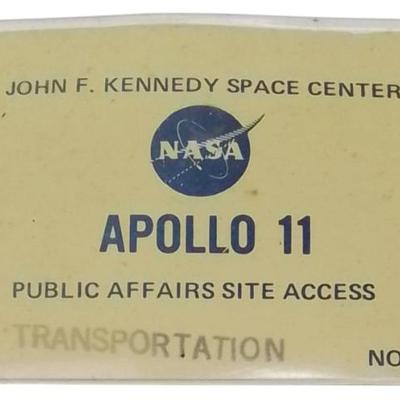 JOHN F. KENNEDY SPACE CENTER
NASA
APOLLO 11
PUBLIC AFFAIRS SITE ACCESS
TRANSPORTATION NO